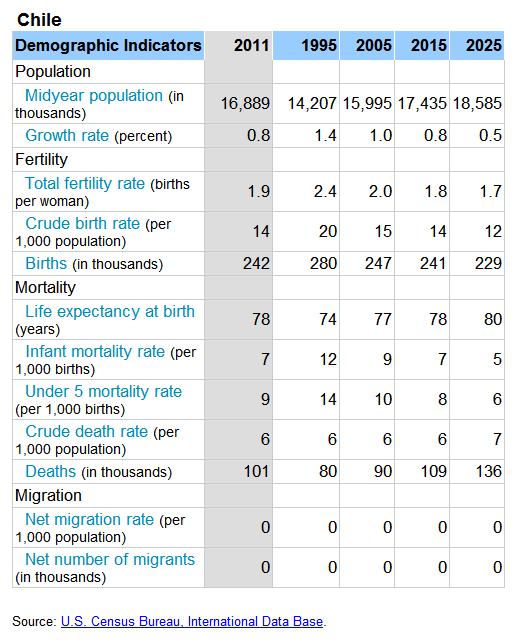 Chile
Demographic Indicators 2011 1995 2005 2015 2025
Population
Midyear population (in
thousands) 16,889 14,207 15,995 17,435 18,585
Growth rate (percent) 0.8 1.4 1.0 0.8 0.5
Fertility
Total fertility rate (births
per woman) 1.9 2.4 2.0 1.8 1.7
Crude birth rate (per
1,000 population) 14 20 15 14 12
Births (in thousands) 242 280 247 241 229
Mortality
Life expectancy at birth
(years) 78 74 77 78 80
Infant mortality rate (per
1,000 births) 7 12 9 7 5
Under 5 mortality rate
(per 1,000 births) 9 14 10 8 6
Crude death rate (per
1,000 population) 6 6 6 6 7
Deaths (in thousands) 101 80 90 109 136
Migration
Net migration rate (per
1,000 population) 0 0 0 0 0
Net number of migrants
(in thousands) 0 0 0 0 0
Source: U.S. Census Bureau, International Data Base.